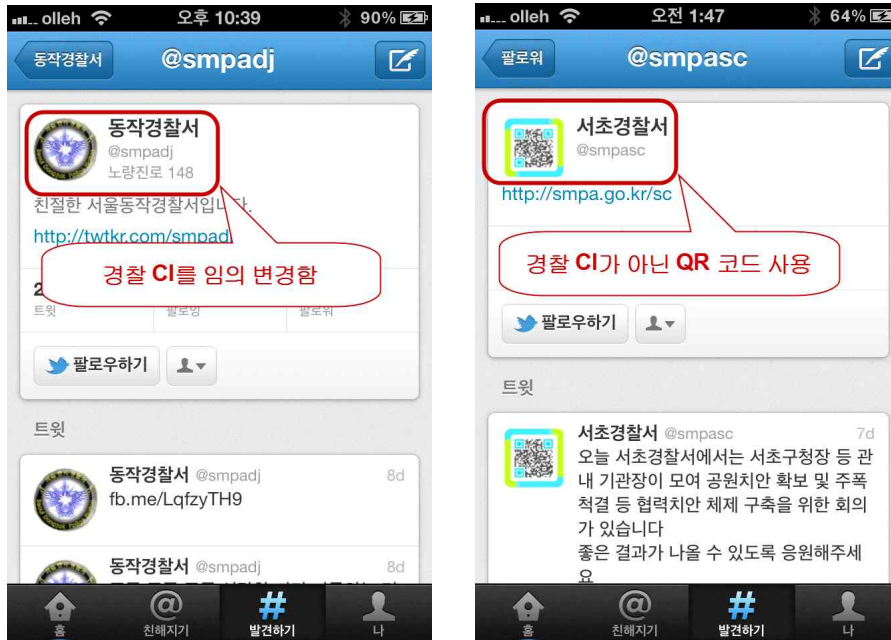 olleh 오후 10:39 90%
동작경찰서 @smpadj
동작경찰서
@smpadj
노량진로 148
친절한 서울동작경찰서입니다.
http://twtkr.com/smpad
경찰 CI를 임의 변경함
2
트윗 팔로잉 팔로워
팔로우하기
트윗
동작경찰서 @smpadj 8d
fb.me/LqfzyTH9
동작경찰서 @smpadj 8d
홈 친해지기 발견하기 나
olleh 오전 1:47 64%
팔로워 @smpasc
서초경찰서
@smpasc
http://smpa.go.kr/sc
경찰 CI가 아닌 QR 코드 사용
팔로우하기
트윗
서초경찰서 @smpasc 7d
오늘 서초경찰서에서는 서초구청장 등 관
내 기관장이 모여 공원치안 확보 및 주폭
척결 등 협력치안 체제 구축을 위한 회의
가 있습니다
좋은 결과가 나올 수 있도록 응원해주세
요
홈 친해지기 발견하기 나